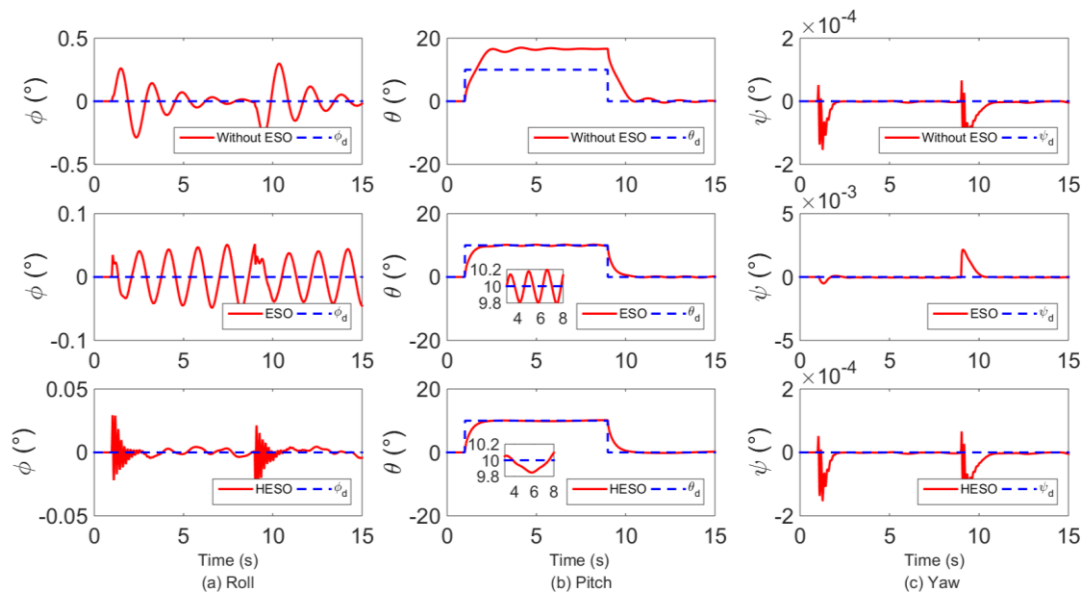 ×10⁻⁴
0.5
0
-0.5
ϕ (°)
Without ESO ϕd
0 5 10 15
20
0
-20
θ (°)
Without ESO θd
0 5 10 15
2
0
-2
ψ (°)
Without ESO ψd
0 5 10 15
×10⁻³
0.1
0
-0.1
ϕ (°)
ESO ϕd
0 5 10 15
20
0
-20
θ (°)
10.2
10
9.8
4 6 8
ESO θd
0 5 10 15
5
0
-5
ψ (°)
ESO ψd
0 5 10 15
×10⁻⁴
0.05
0
-0.05
ϕ (°)
HESO ϕd
0 5 10 15
Time (s)
(a) Roll
20
0
-20
θ (°)
10.2
10
9.8
4 6 8
HESO θd
0 5 10 15
Time (s)
(b) Pitch
2
0
-2
ψ (°)
HESO ψd
0 5 10 15
Time (s)
(c) Yaw